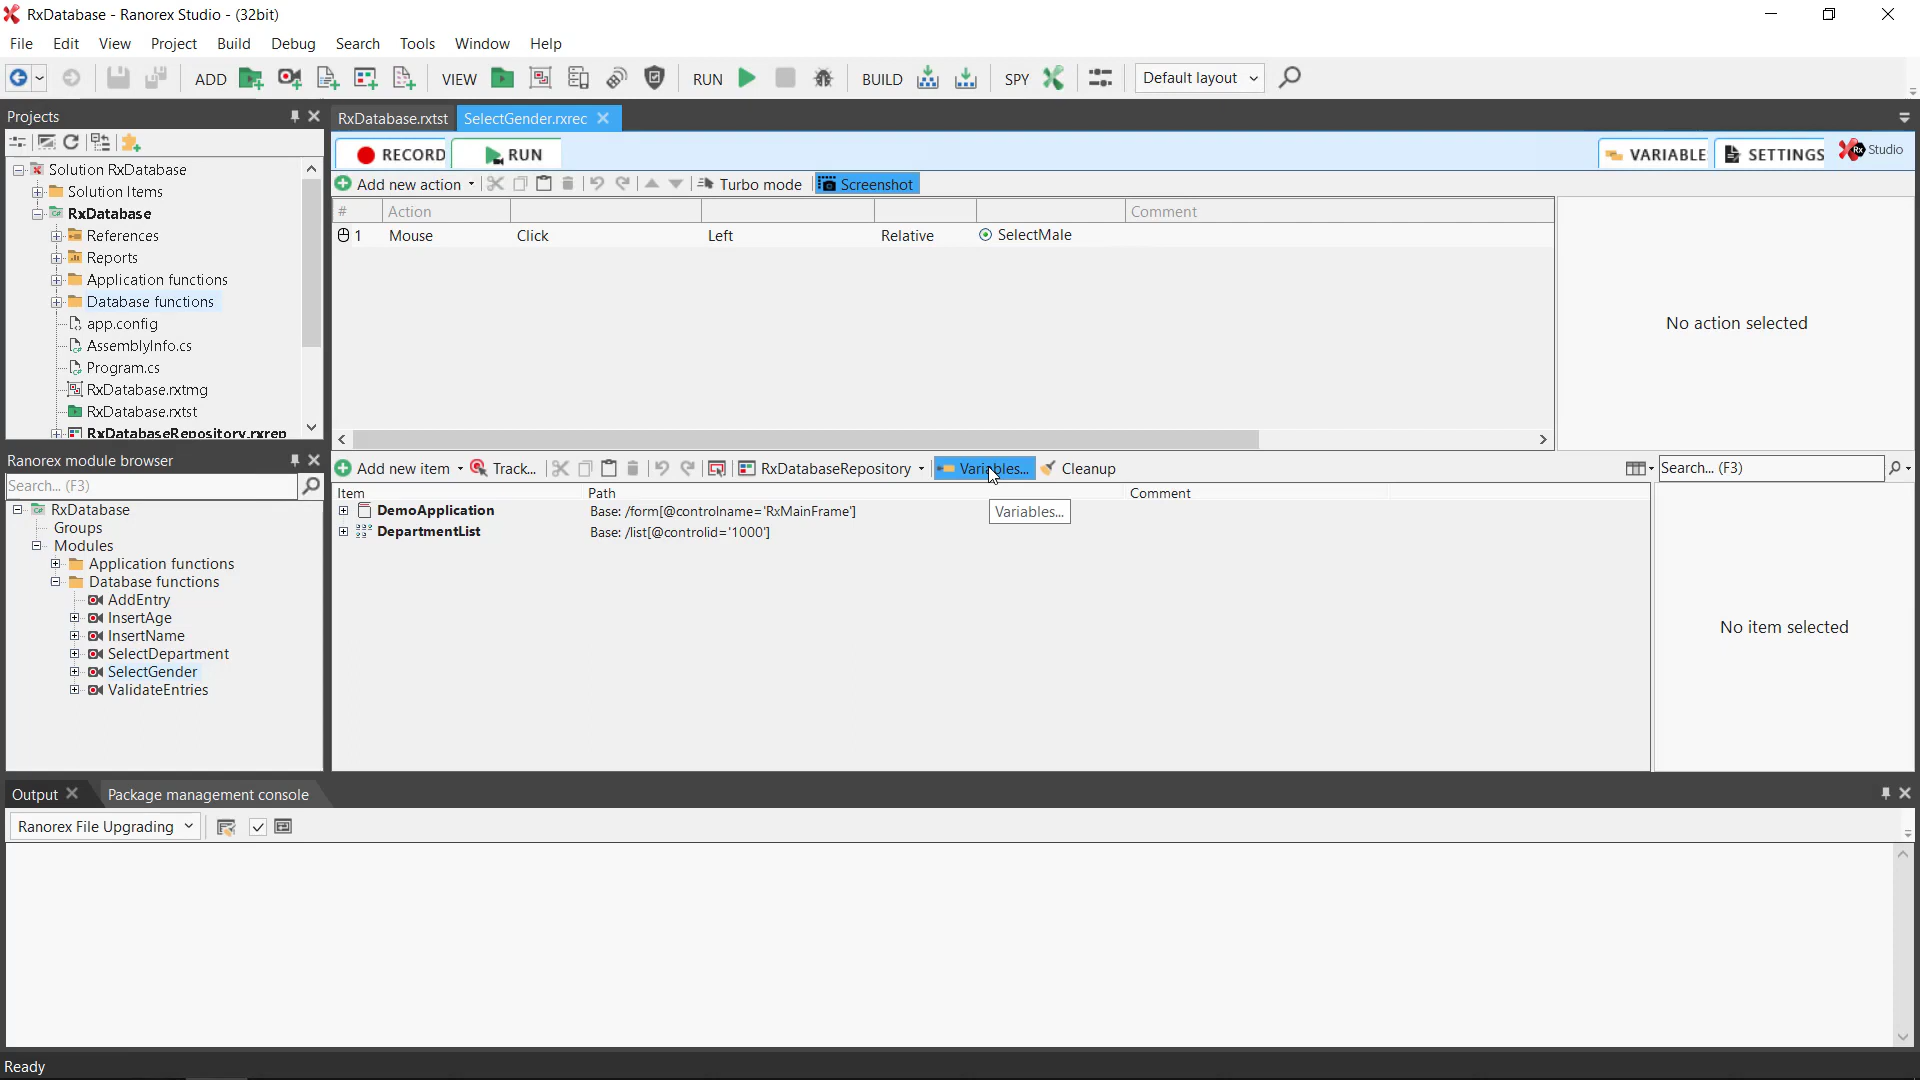 RxDatabase - Ranorex Studio - (32bit)
File Edit View Project Build Debug Search Tools Window Help
ADD VIEW RUN BUILD SPY Default layout
Projects
Solution RxDatabase
Solution Items
RxDatabase
References
Reports
Application functions
Database functions
app.config
AssemblyInfo.cs
Program.cs
RxDatabase.rxtmg
RxDatabase.rxtst
RxDatabaseRepository.rxrep
RxDatabase.rxtst SelectGender.rxrec
RECORD RUN VARIABLE SETTINGS Rx Studio
Add new action Turbo mode Screenshot
# Action Comment
1 Mouse Click Left Relative SelectMale
No action selected
Ranorex module browser
Search... (F3)
RxDatabase
Groups
Modules
Application functions
Database functions
AddEntry
InsertAge
InsertName
SelectDepartment
SelectGender
ValidateEntries
Add new item Track... RxDatabaseRepository Variables... Cleanup Search... (F3)
Item Path Comment
DemoApplication Base: /form[@controlname='RxMainFrame']
DepartmentList Base: /list[@controlid='1000']
Variables...
No item selected
Output Package management console
Ranorex File Upgrading
Ready